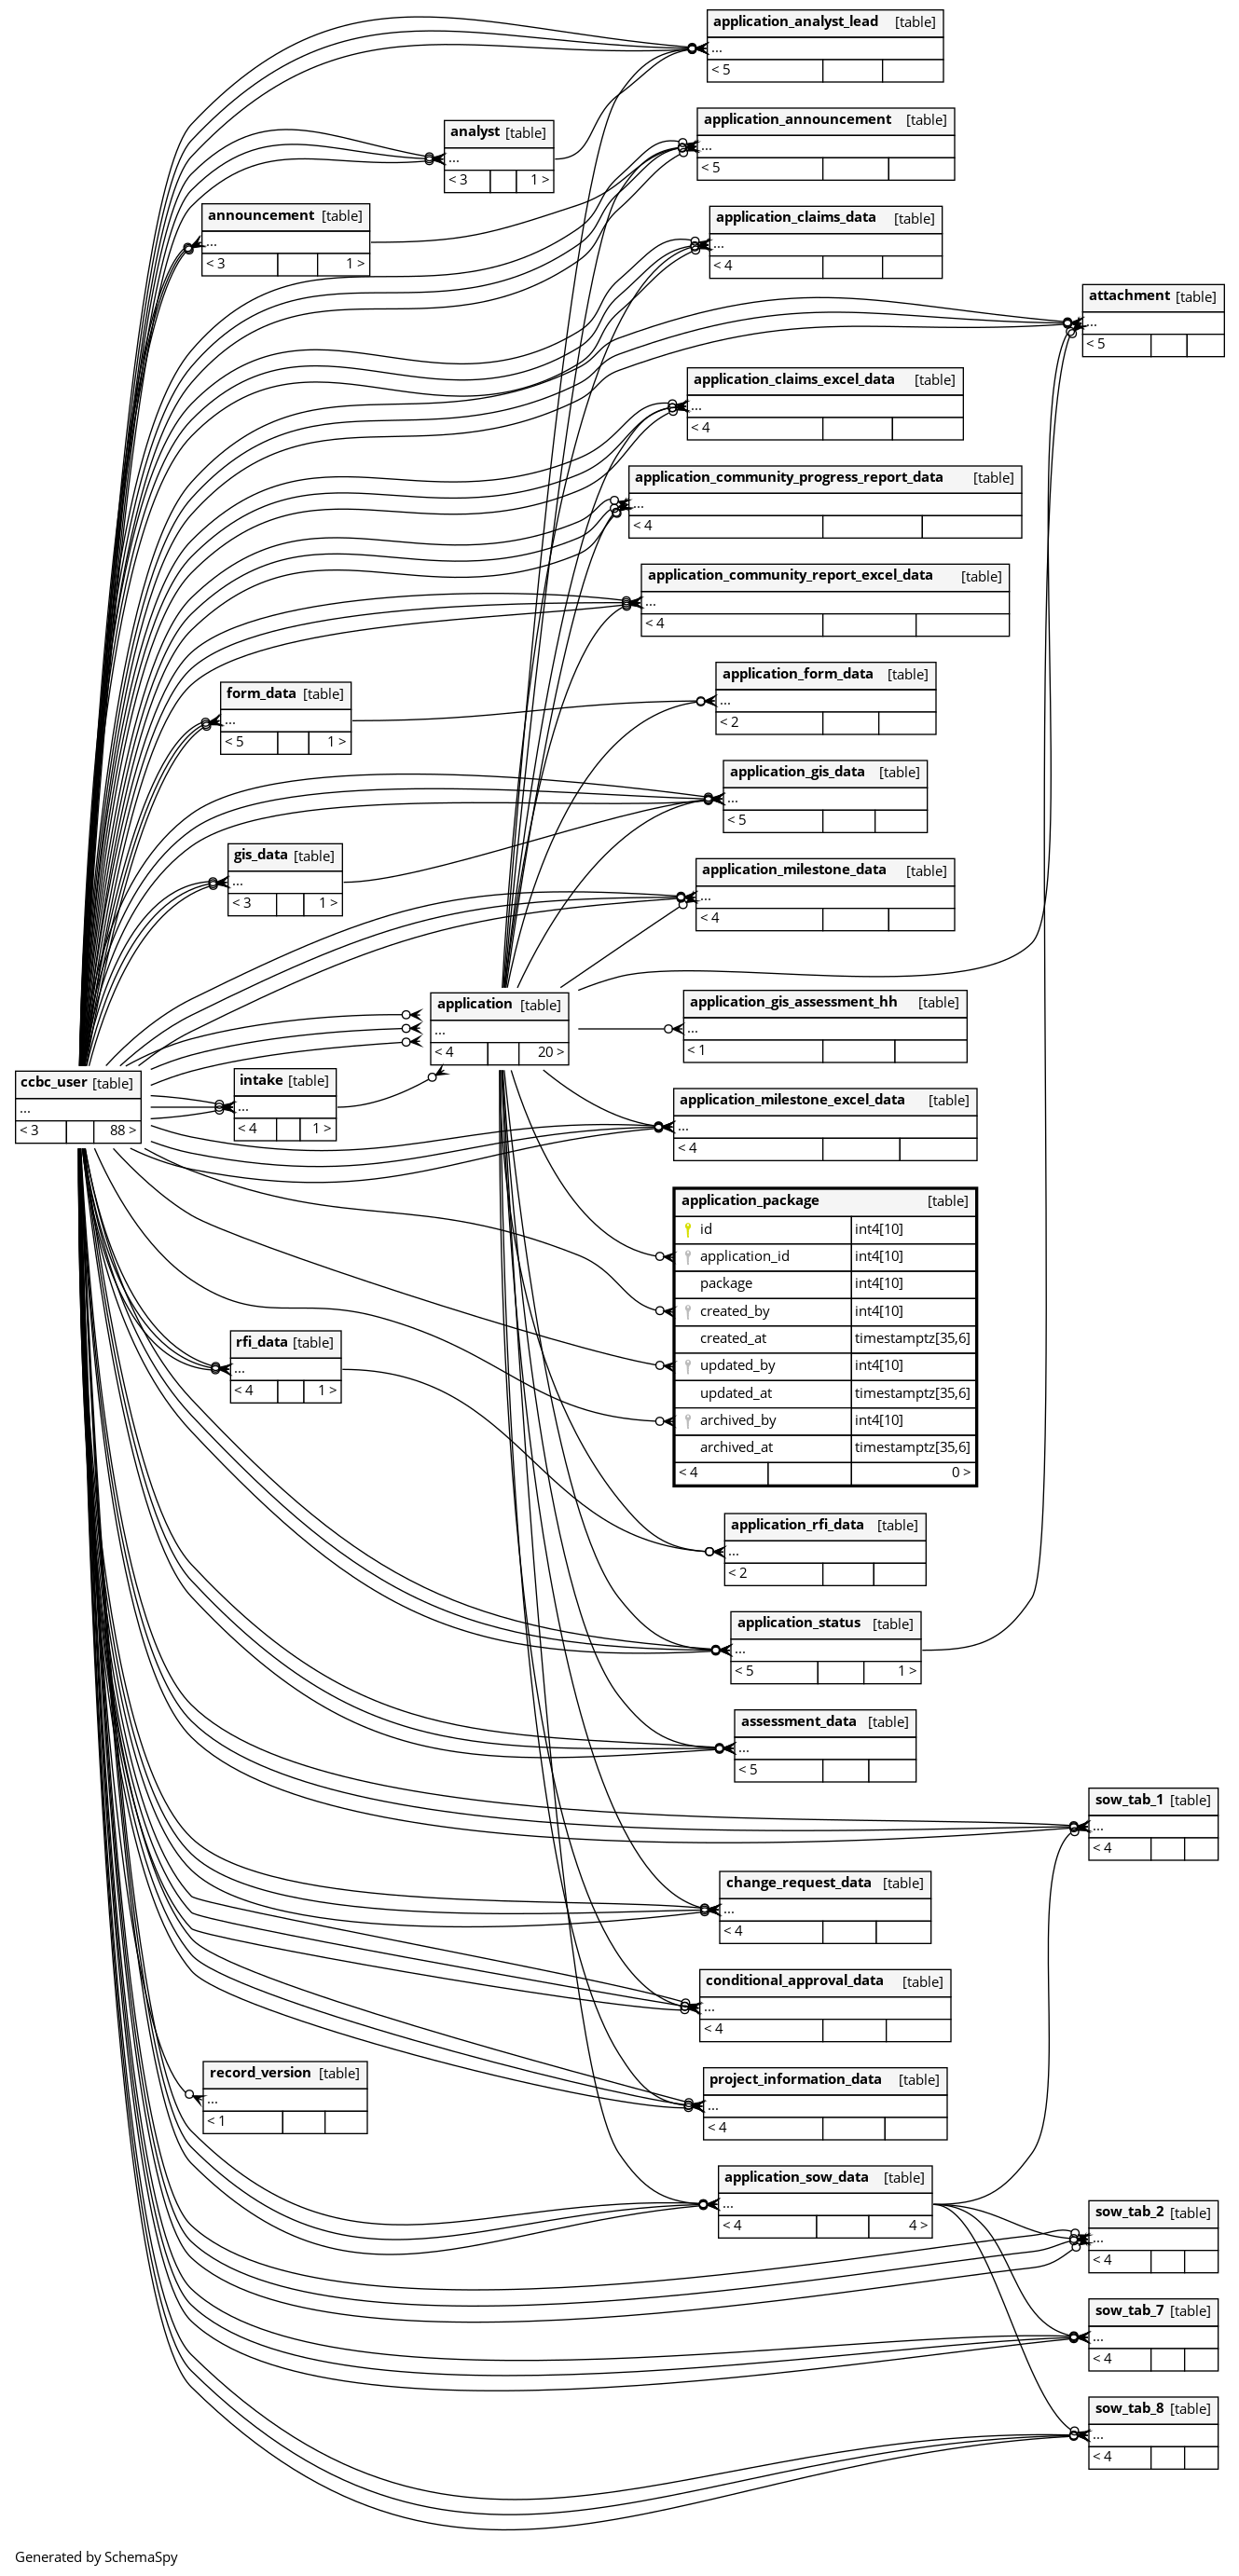 application_analyst_lead [table]
...
< 5
application_announcement [table]
...
< 5
analyst [table]
...
< 3 1 >
announcement [table]
...
< 3 1 >
application_claims_data [table]
...
< 4
attachment [table]
...
< 5
application_claims_excel_data [table]
...
< 4
application_community_progress_report_data [table]
...
< 4
application_community_report_excel_data [table]
...
< 4
application_form_data [table]
...
< 2
form_data [table]
...
< 5 1 >
application_gis_data [table]
...
< 5
gis_data [table]
...
< 3 1 >
application_milestone_data [table]
...
< 4
application [table]
...
< 4 20 >
application_gis_assessment_hh [table]
...
< 1
ccbc_user [table]
...
< 3 88 >
intake [table]
...
< 4 1 >
application_milestone_excel_data [table]
...
< 4
application_package [table]
id int4[10]
application_id int4[10]
package int4[10]
created_by int4[10]
created_at timestamptz[35,6]
updated_by int4[10]
updated_at timestamptz[35,6]
archived_by int4[10]
archived_at timestamptz[35,6]
< 4 0 >
rfi_data [table]
...
< 4 1 >
application_rfi_data [table]
...
< 2
application_status [table]
...
< 5 1 >
assessment_data [table]
...
< 5
sow_tab_1 [table]
...
< 4
change_request_data [table]
...
< 4
conditional_approval_data [table]
...
< 4
record_version [table]
...
< 1
project_information_data [table]
...
< 4
application_sow_data [table]
...
< 4 4 >
sow_tab_2 [table]
...
< 4
sow_tab_7 [table]
...
< 4
sow_tab_8 [table]
...
< 4
Generated by SchemaSpy